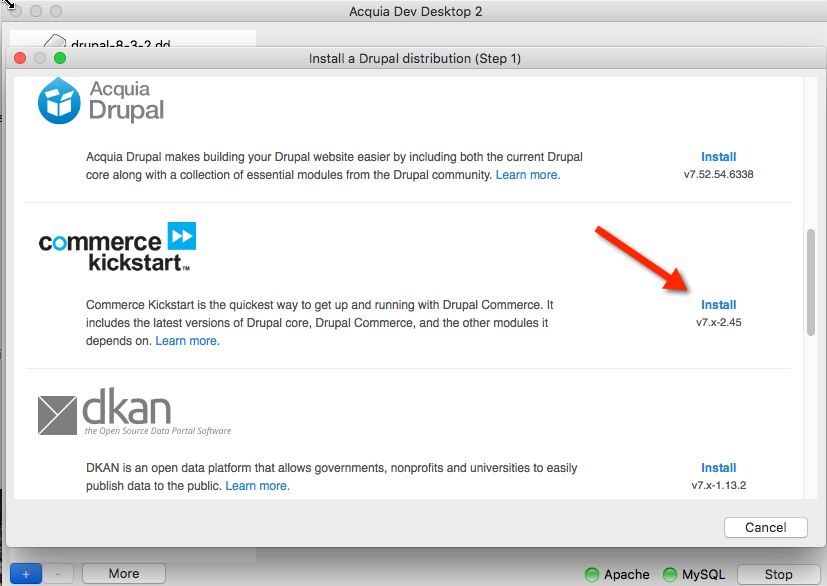 Acquia Dev Desktop 2
drupal-8-3-2.dd
Install a Drupal distribution (Step 1)
Acquia
Drupal
Acquia Drupal makes building your Drupal website easier by including both the current Drupal
core along with a collection of essential modules from the Drupal community. Learn more.
Install
v7.52.54.6338
commerce
kickstart™
Commerce Kickstart is the quickest way to get up and running with Drupal Commerce. It
includes the latest versions of Drupal core, Drupal Commerce, and the other modules it
depends on. Learn more.
Install
v7.x-2.45
dkan
the Open Source Data Portal Software
DKAN is an open data platform that allows governments, nonprofits and universities to easily
publish data to the public. Learn more.
Install
v7.x-1.13.2
Cancel
+ - More Apache MySQL Stop